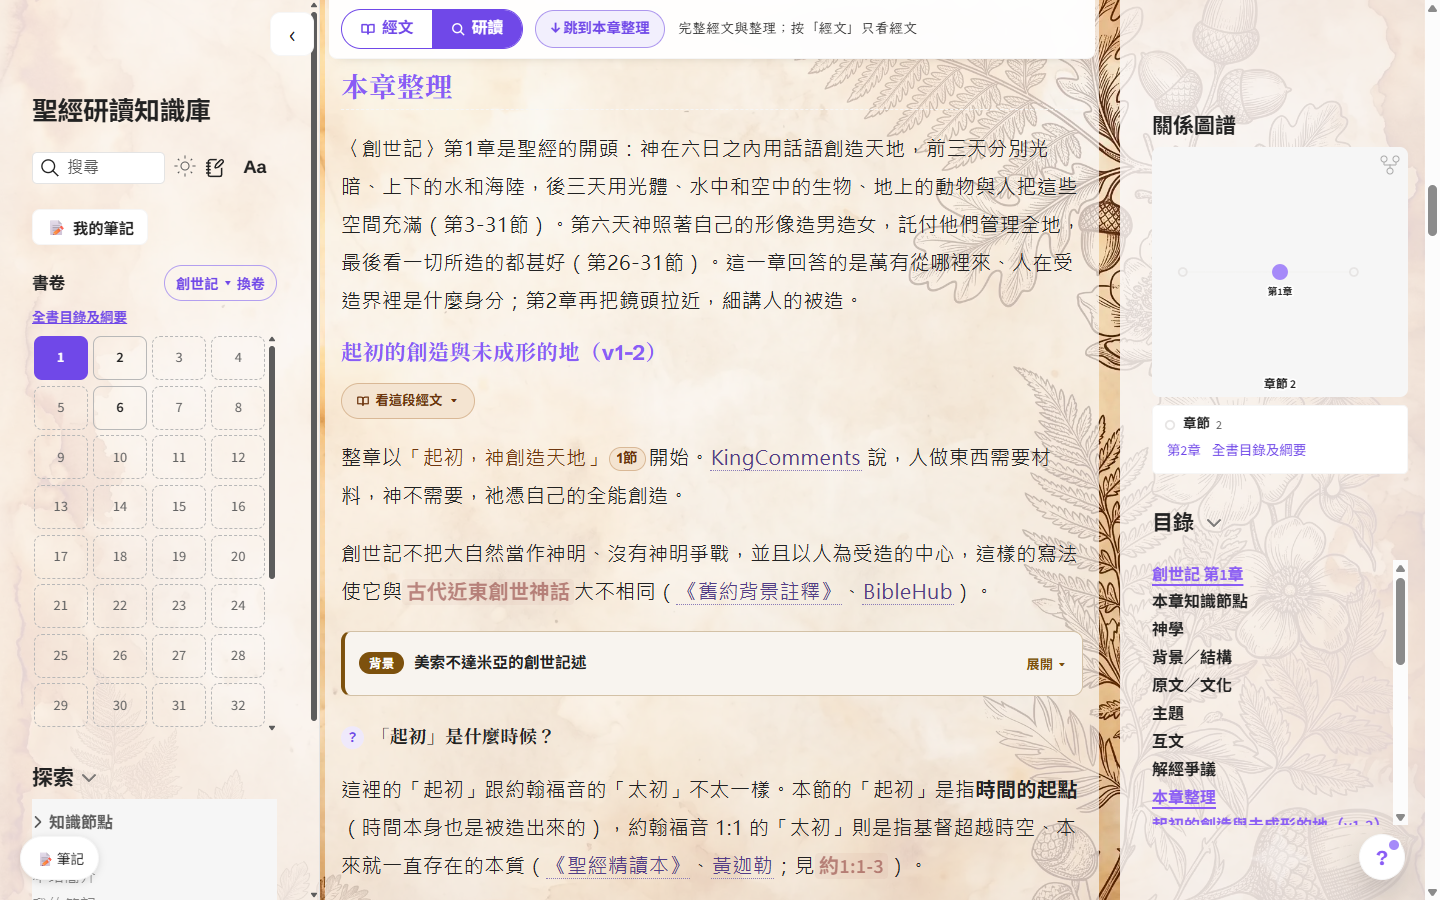 ‹
聖經研讀知識庫
搜尋
Aa
我的筆記
書卷
創世記 ▾ 換卷
全書目錄及綱要
1 2 3 4
5 6 7 8
9 10 11 12
13 14 15 16
17 18 19 20
21 22 23 24
25 26 27 28
29 30 31 32
探索
知識節點
筆記
經文
研讀
↓跳到本章整理
完整經文與整理；按「經文」只看經文
本章整理
〈創世記〉第1章是聖經的開頭：神在六日之內用話語創造天地，前三天分別光
暗、上下的水和海陸，後三天用光體、水中和空中的生物、地上的動物與人把這些
空間充滿（第3-31節）。第六天神照著自己的形像造男造女，託付他們管理全地，
最後看一切所造的都甚好（第26-31節）。這一章回答的是萬有從哪裡來、人在受
造界裡是什麼身分；第2章再把鏡頭拉近，細講人的被造。
起初的創造與未成形的地（v1-2）
看這段經文
整章以「起初，神創造天地」 1節 開始。KingComments 說，人做東西需要材
料，神不需要，祂憑自己的全能創造。
創世記不把大自然當作神明、沒有神明爭戰，並且以人為受造的中心，這樣的寫法
使它與 古代近東創世神話 大不相同（《舊約背景註釋》、BibleHub）。
背景 美索不達米亞的創世記述 展開
? 「起初」是什麼時候？
這裡的「起初」跟約翰福音的「太初」不太一樣。本節的「起初」是指時間的起點
（時間本身也是被造出來的），約翰福音 1:1 的「太初」則是指基督超越時空、本
來就一直存在的本質（《聖經精讀本》、黃迦勒；見 約1:1-3 ）。
關係圖譜
第1章
章節 2
章節 2
第2章 全書目錄及綱要
目錄
創世記 第1章
本章知識節點
神學
背景／結構
原文／文化
主題
互文
解經爭議
本章整理
起初的創造與未成形的地（v1-2）
?